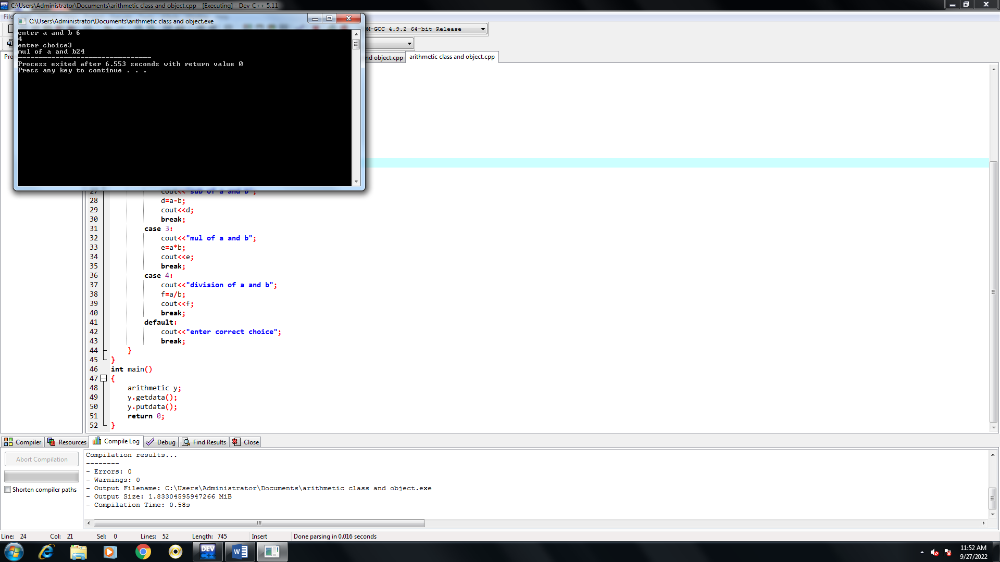 C:\Users\Administrator\Documents\arithmetic class and object.cpp - [Executing] - Dev-C++ 5.11
C:\Users\Administrator\Documents\arithmetic class and object.exe
enter a and b 6
4
enter choice3
mul of a and b24
--------------------------------
Process exited after 6.553 seconds with return value 0
Press any key to continue . . .
M-GCC 4.9.2 64-bit Release
nd object.cpp
arithmetic class and object.cpp
27 cout<<"sub of a and b";
28 d=a-b;
29 cout<<d;
30 break;
31 case 3:
32 cout<<"mul of a and b";
33 e=a*b;
34 cout<<e;
35 break;
36 case 4:
37 cout<<"division of a and b";
38 f=a/b;
39 cout<<f;
40 break;
41 default:
42 cout<<"enter correct choice";
43 break;
44 }
45 }
46 int main()
47 {
48 arithmetic y;
49 y.getdata();
50 y.putdata();
51 return 0;
52 }
Compiler Resources Compile Log Debug Find Results Close
Abort Compilation
Shorten compiler paths
Compilation results...
--------
- Errors: 0
- Warnings: 0
- Output Filename: C:\Users\Administrator\Documents\arithmetic class and object.exe
- Output Size: 1.83304595947266 MiB
- Compilation Time: 0.58s
Line: 24 Col: 21 Sel: 0 Lines: 52 Length: 745 Insert Done parsing in 0.016 seconds
DEV C++
W
11:52 AM
9/27/2022